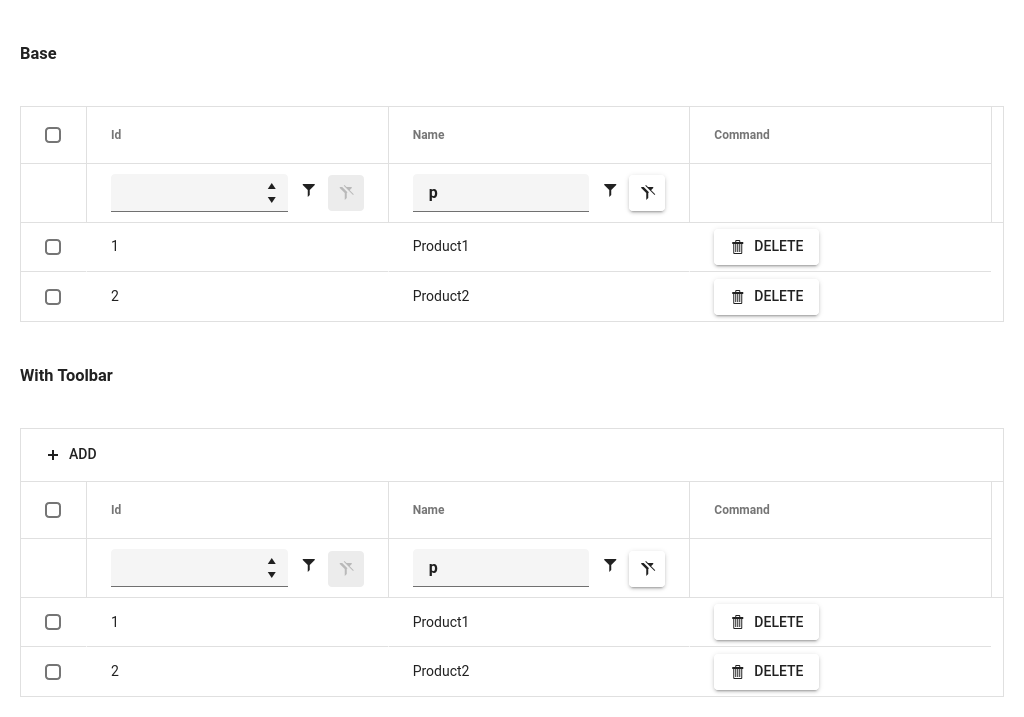 Base
Id Name Command
p
1 Product1 DELETE
2 Product2 DELETE
With Toolbar
ADD
Id Name Command
p
1 Product1 DELETE
2 Product2 DELETE